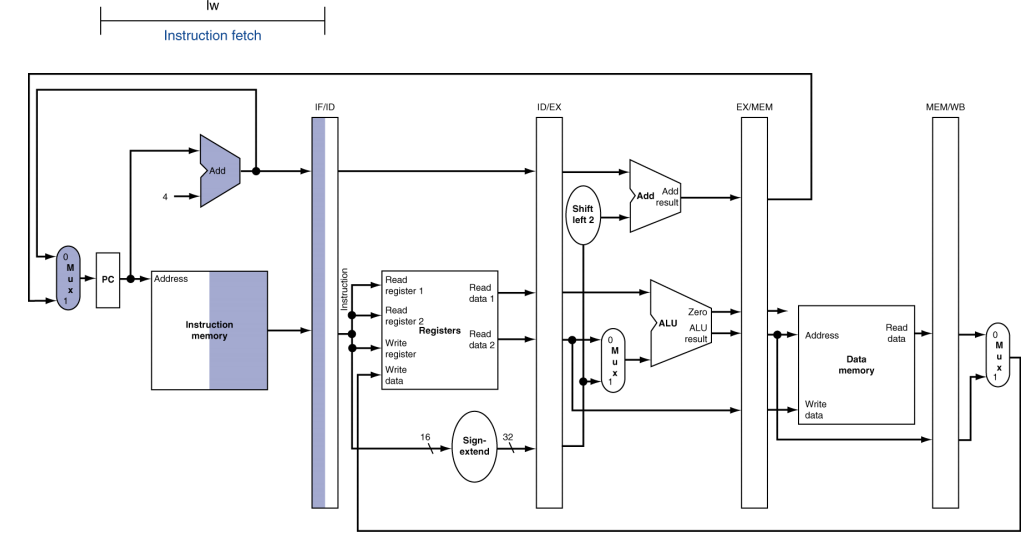 lw
Instruction fetch
IF/ID
ID/EX
EX/MEM
MEM/WB
Add
4
Add
Add
result
Shift
left 2
0
M
u
x
1
PC
Address
Instruction
memory
Instruction
Read
register 1
Read
register 2
Write
register
Write
data
Registers
Read
data 1
Read
data 2
16
Sign-
extend
32
0
M
u
x
1
ALU
Zero
ALU
result
Address
Read
data
Data
memory
Write
data
0
M
u
x
1